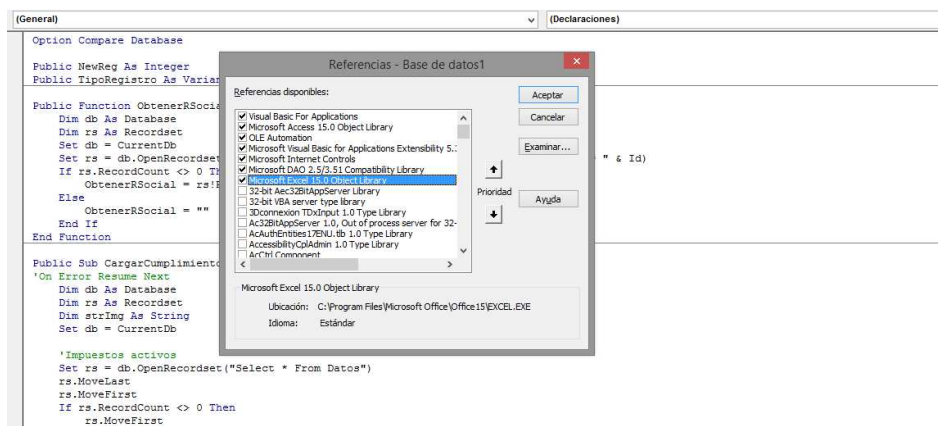 (General)
(Declaraciones)
Option Compare Database
Public NewReg As Integer
Public TipoRegistro As Varian
Public Function ObtenerRSocia
Dim db As Database
Dim rs As Recordset
Set db = CurrentDb
Set rs = db.OpenRecordset
" & Id)
If rs.RecordCount <> 0 Th
ObtenerRSocial = rs!
Else
ObtenerRSocial = ""
End If
End Function
Public Sub CargarCumplimiento
'On Error Resume Next
Dim db As Database
Dim rs As Recordset
Dim strImg As String
Set db = CurrentDb
'Impuestos activos
Set rs = db.OpenRecordset("Select * From Datos")
rs.MoveLast
rs.MoveFirst
If rs.RecordCount <> 0 Then
rs.MoveFirst
Referencias - Base de datos1
Referencias disponibles:
Visual Basic For Applications
Microsoft Access 15.0 Object Library
OLE Automation
Microsoft Visual Basic for Applications Extensibility 5.
Microsoft Internet Controls
Microsoft DAO 2.5/3.51 Compatibility Library
Microsoft Excel 15.0 Object Library
32-bit Aec32BitAppServer Library
32-bit VBA server type library
3Dconnexion TDxInput 1.0 Type Library
Ac32BitAppServer 1.0, Out of process server for 32-
AcAuthEntities17ENU.tlb 1.0 Type Library
AccessibilityCplAdmin 1.0 Type Library
AcCtrl Component
Prioridad
Aceptar
Cancelar
Examinar...
Ayuda
Microsoft Excel 15.0 Object Library
Ubicación: C:\Program Files\Microsoft Office\Office15\EXCEL.EXE
Idioma: Estándar